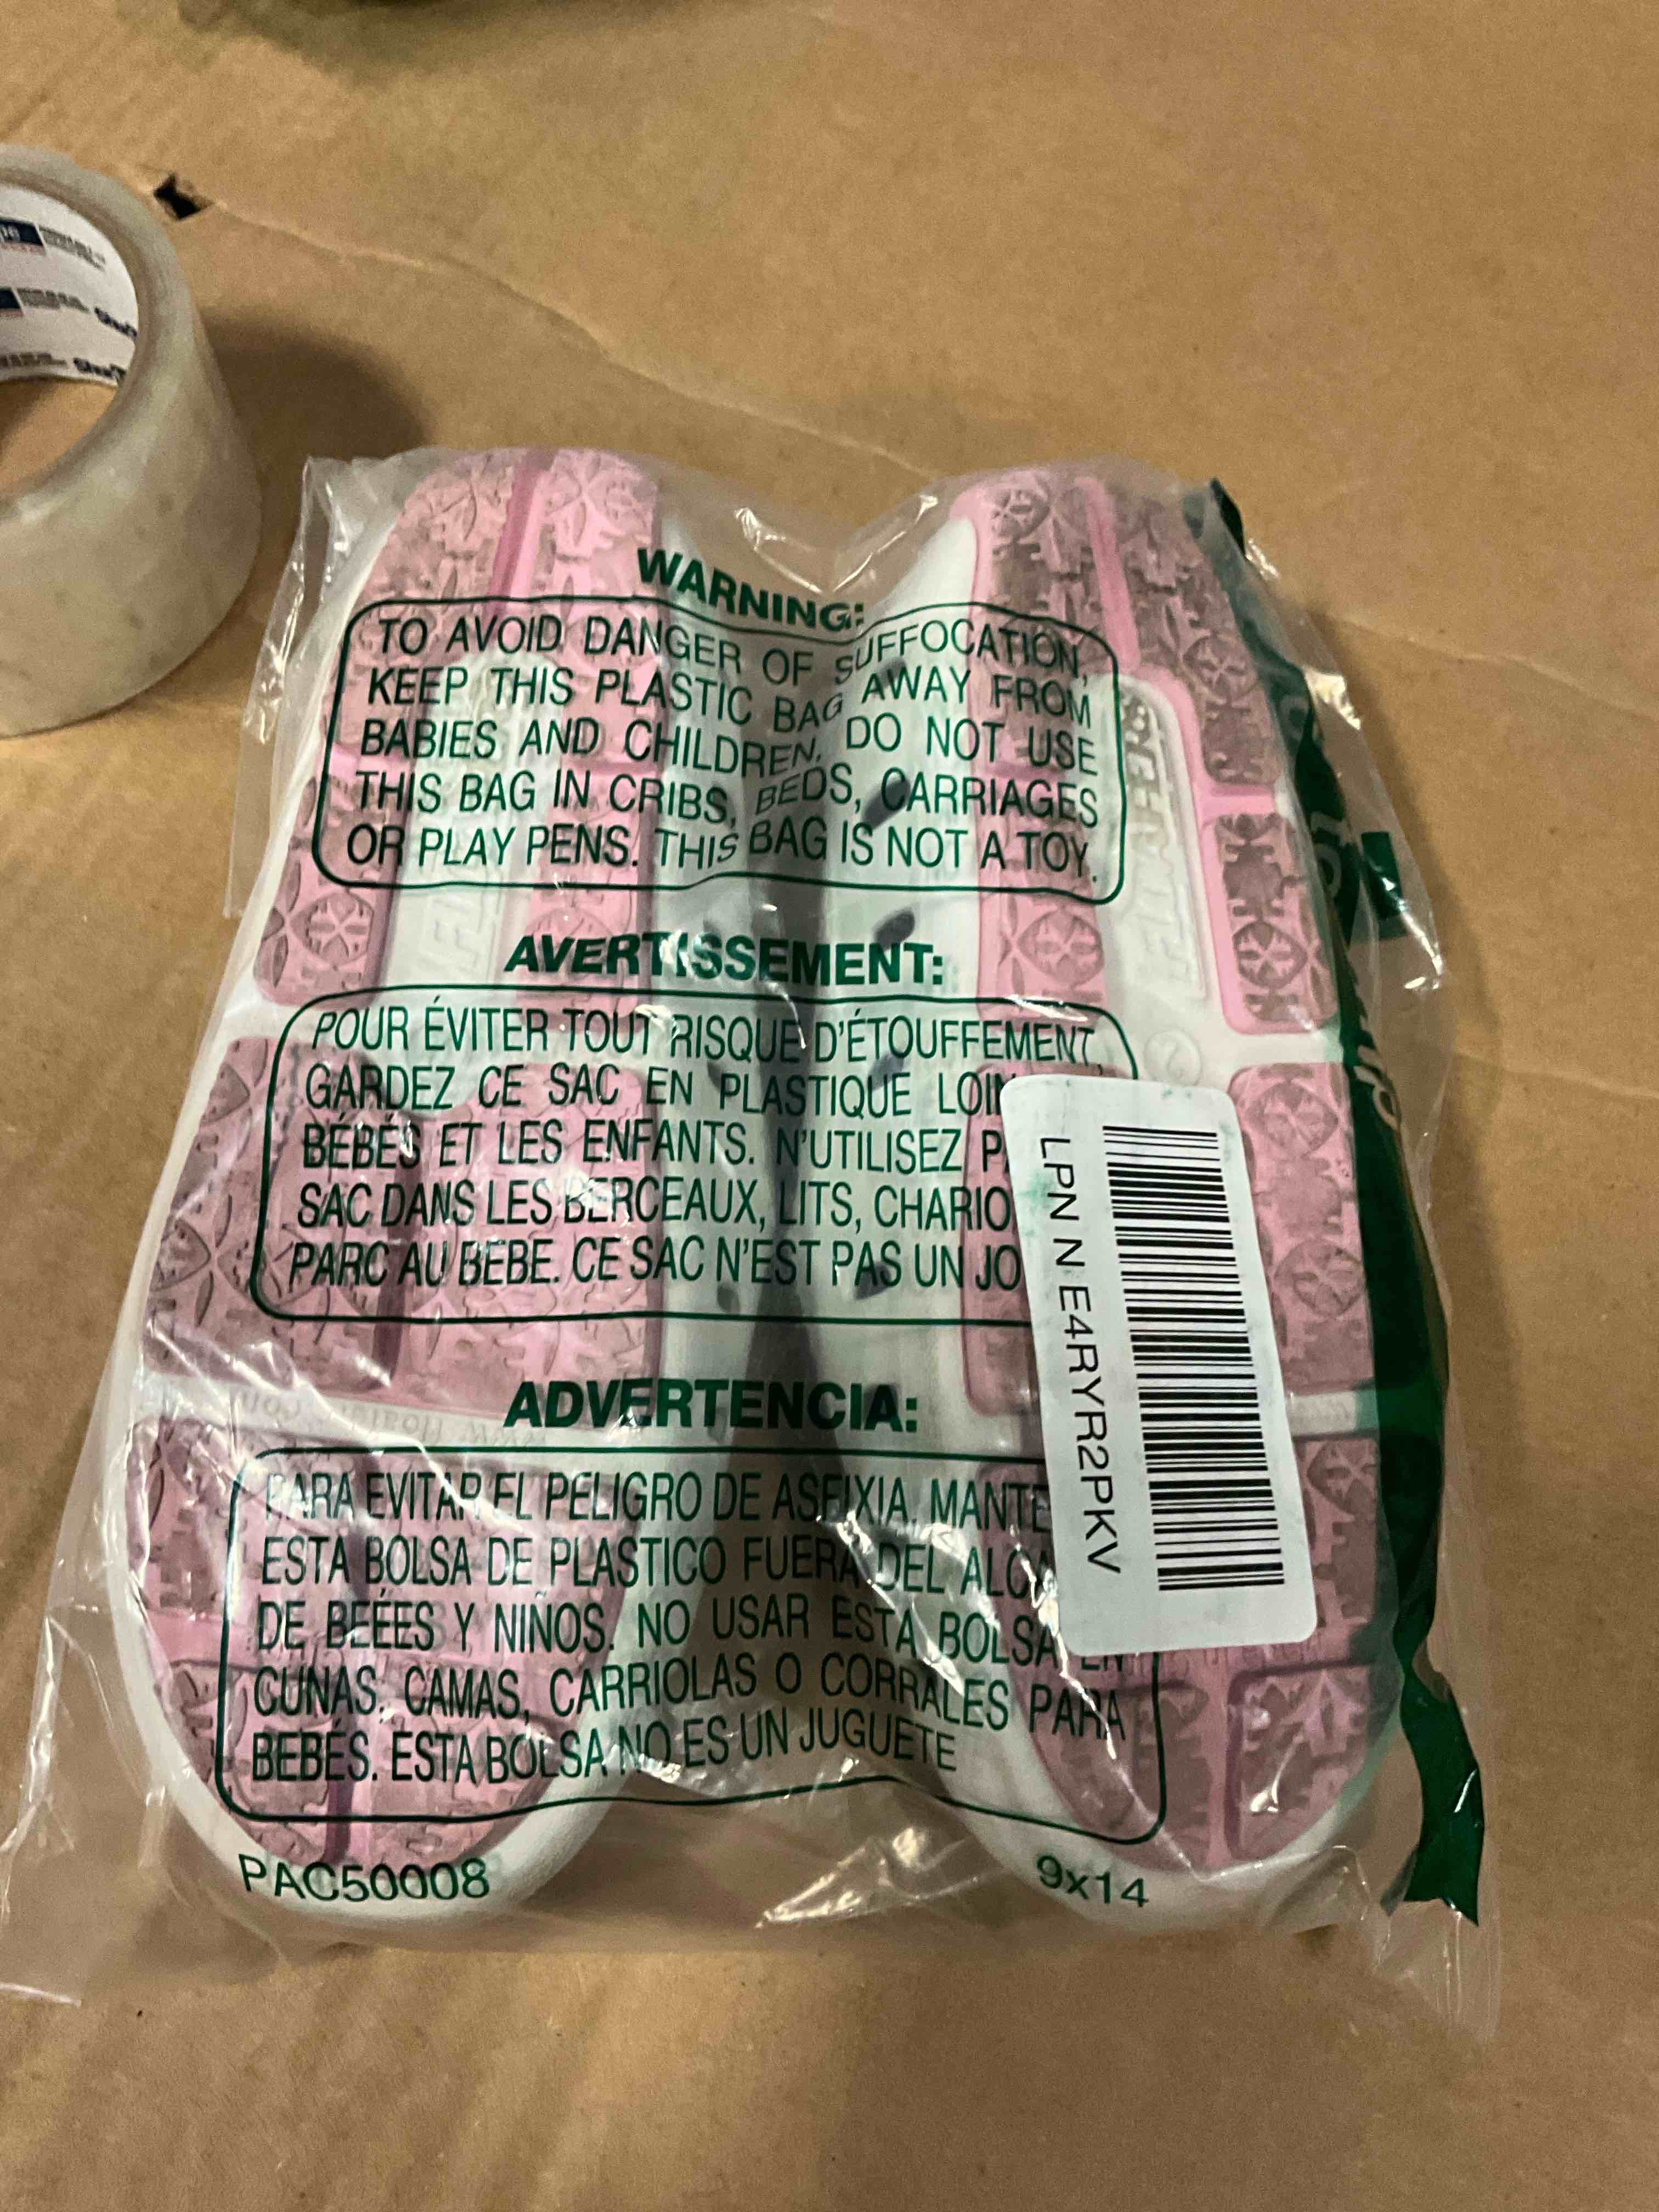 WARNING:
TO AVOID DANGER OF SUFFOCATION,
KEEP THIS PLASTIC BAG AWAY FROM
BABIES AND CHILDREN. DO NOT USE
THIS BAG IN CRIBS, BEDS, CARRIAGES
OR PLAY PENS. THIS BAG IS NOT A TOY.
AVERTISSEMENT:
POUR ÉVITER TOUT RISQUE D'ÉTOUFFEMENT,
GARDEZ CE SAC EN PLASTIQUE LOIN
BÉBÉS ET LES ENFANTS. N'UTILISEZ
SAC DANS LES BERCEAUX, LITS,
PARC AU BEBE. CE SAC N'EST PAS UN
ADVERTENCIA:
PARA EVITAR EL PELIGRO DE ASFIXIA. MANTE
ESTA BOLSA DE PLASTICO FUERA DEL
DE BEÉES Y NIÑOS. NO USAR ESTA BOLSA EN
CUNAS, CAMAS, CARRIOLAS O CORRALES PARA
BEBÉS. ESTA BOLSA NO ES UN JUGUETE
PAC50008
9x14
LPN N E4RYR2PKV